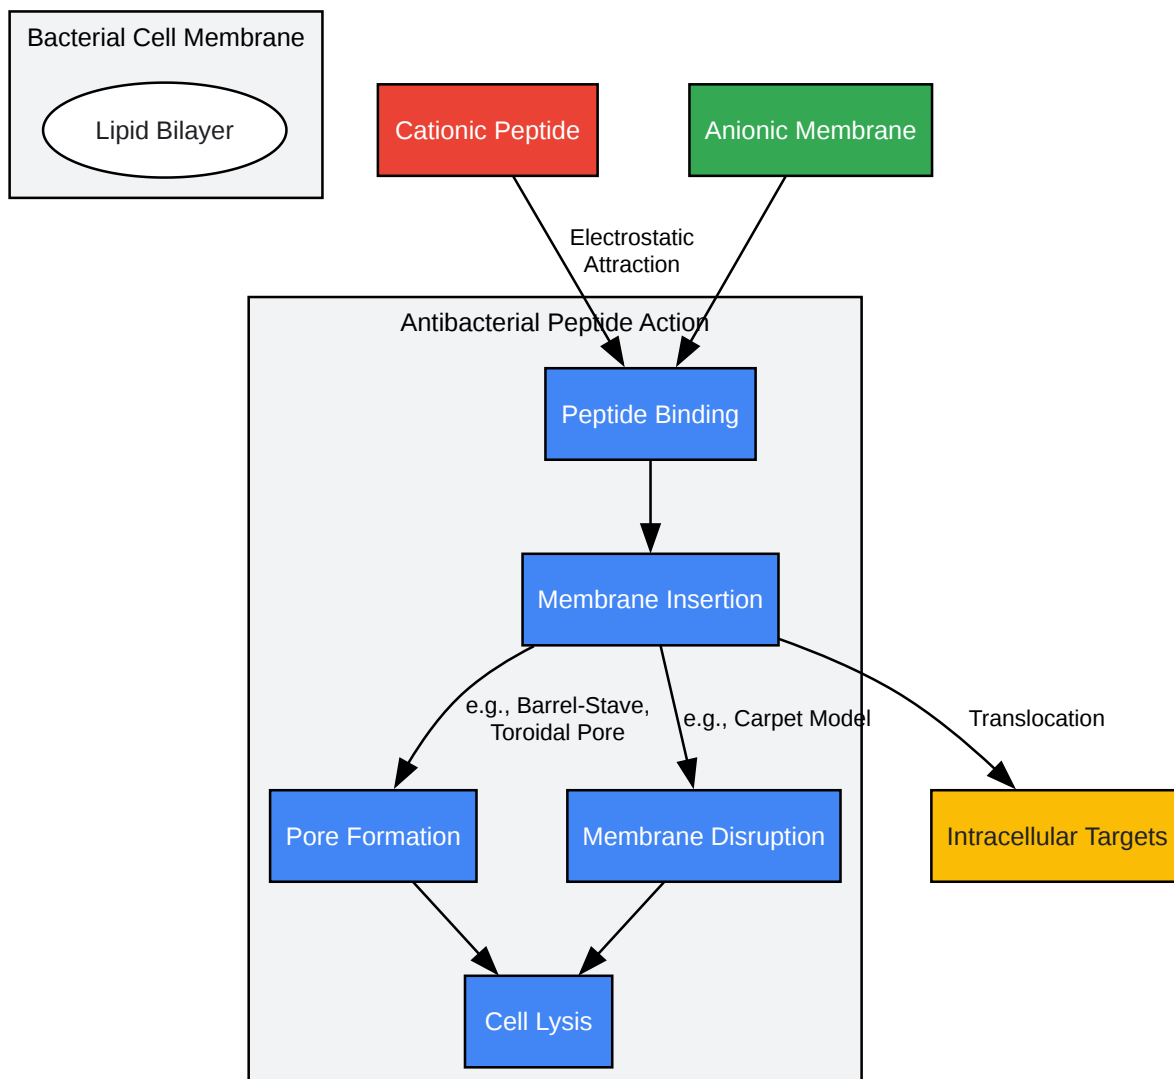 Bacterial Cell Membrane
Lipid Bilayer
Cationic Peptide
Anionic Membrane
Electrostatic
Attraction
Antibacterial Peptide Action
Peptide Binding
Membrane Insertion
e.g., Barrel-Stave,
Toroidal Pore
e.g., Carpet Model
Translocation
Pore Formation
Membrane Disruption
Intracellular Targets
Cell Lysis